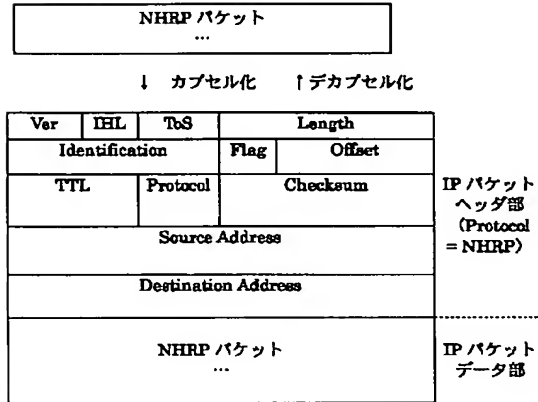 NHRP パケット
…
↓ カプセル化 ↑デカプセル化
Ver IHL ToS Length
Identification Flag Offset
TTL Protocol Checksum
Source Address
Destination Address
IP パケット
ヘッダ部
(Protocol
= NHRP)
NHRP パケット
…
IP パケット
データ部